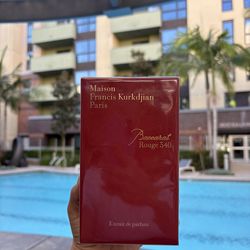 Maison
Francis Kurkdjian
Paris
Baccarat
Rouge 540
Extrait de parfum